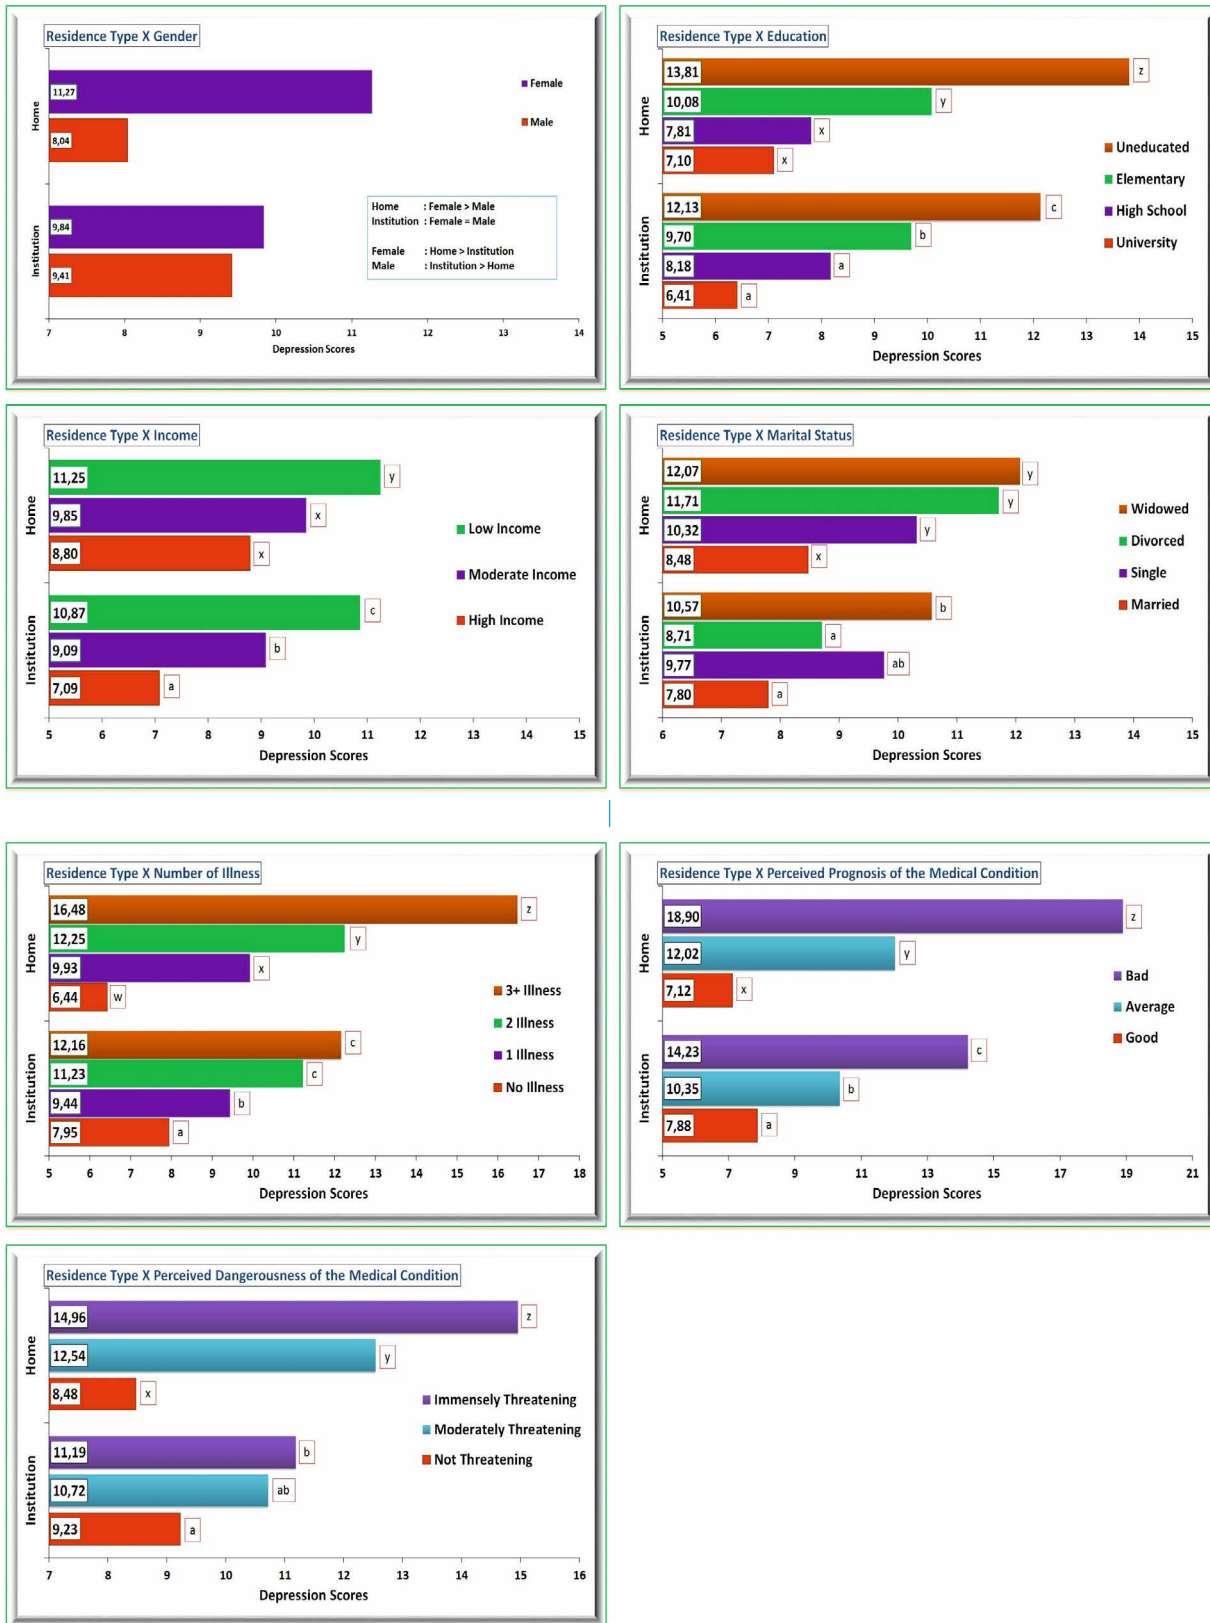 Residence Type X Gender
Home
11,27
8,04
Institution
9,84
9,41
Female
Male
Home : Female > Male
Institution : Female = Male
Female : Home > Institution
Male : Institution > Home
7 8 9 10 11 12 13 14
Depression Scores
Residence Type X Education
Home
13,81 z
10,08 y
7,81 x
7,10 x
Institution
12,13 c
9,70 b
8,18 a
6,41 a
Uneducated
Elementary
High School
University
5 6 7 8 9 10 11 12 13 14 15
Depression Scores
Residence Type X Income
Home
11,25 y
9,85 x
8,80 x
Institution
10,87 c
9,09 b
7,09 a
Low Income
Moderate Income
High Income
5 6 7 8 9 10 11 12 13 14 15
Depression Scores
Residence Type X Marital Status
Home
12,07 y
11,71 y
10,32 y
8,48 x
Institution
10,57 b
8,71 a
9,77 ab
7,80 a
Widowed
Divorced
Single
Married
6 7 8 9 10 11 12 13 14 15
Depression Scores
Residence Type X Number of Illness
Home
16,48 z
12,25 y
9,93 x
6,44 w
Institution
12,16 c
11,23 c
9,44 b
7,95 a
3+ Illness
2 Illness
1 Illness
No Illness
5 6 7 8 9 10 11 12 13 14 15 16 17 18
Depression Scores
Residence Type X Perceived Prognosis of the Medical Condition
Home
18,90 z
12,02 y
7,12 x
Institution
14,23 c
10,35 b
7,88 a
Bad
Average
Good
5 7 9 11 13 15 17 19 21
Depression Scores
Residence Type X Perceived Dangerousness of the Medical Condition
Home
14,96 z
12,54 y
8,48 x
Institution
11,19 b
10,72 ab
9,23 a
Immensely Threatening
Moderately Threatening
Not Threatening
7 8 9 10 11 12 13 14 15 16
Depression Scores